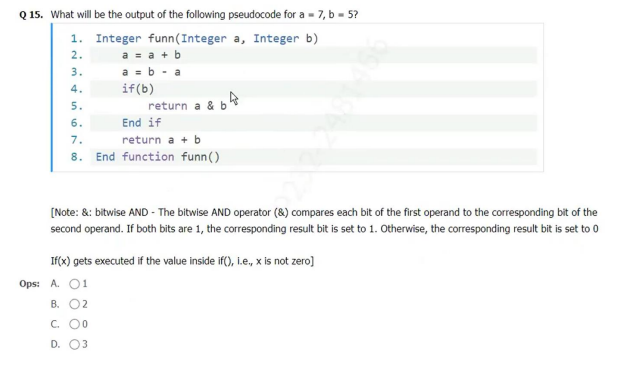 Q 15. What will be the output of the following pseudocode for a = 7, b = 5?
1. Integer funn(Integer a, Integer b)
2. a = a + b
3. a = b - a
4. if(b)
5. return a & b
6. End if
7. return a + b
8. End function funn()
[Note: &: bitwise AND - The bitwise AND operator (&) compares each bit of the first operand to the corresponding bit of the
second operand. If both bits are 1, the corresponding result bit is set to 1. Otherwise, the corresponding result bit is set to 0
If(x) gets executed if the value inside if(), i.e., x is not zero]
Ops: A. 1
B. 2
C. 0
D. 3